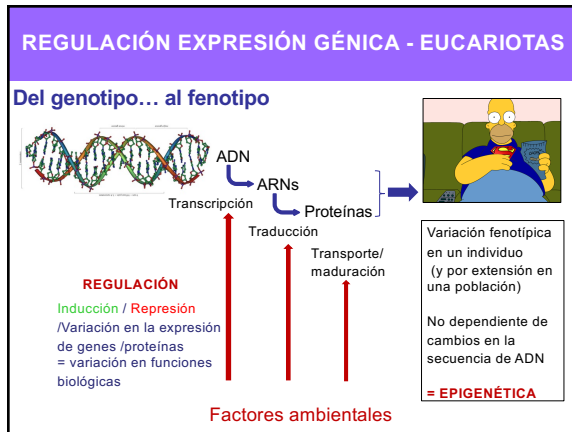 REGULACIÓN EXPRESIÓN GÉNICA - EUCARIOTAS
Del genotipo... al fenotipo
ADN
ARNs
Transcripción
Proteínas
Traducción
Transporte/
maduración
REGULACIÓN
Inducción / Represión
/Variación en la expresión
de genes /proteínas
= variación en funciones
biológicas
Variación fenotípica
en un individuo
(y por extensión en
una población)
No dependiente de
cambios en la
secuencia de ADN
= EPIGENÉTICA
Factores ambientales